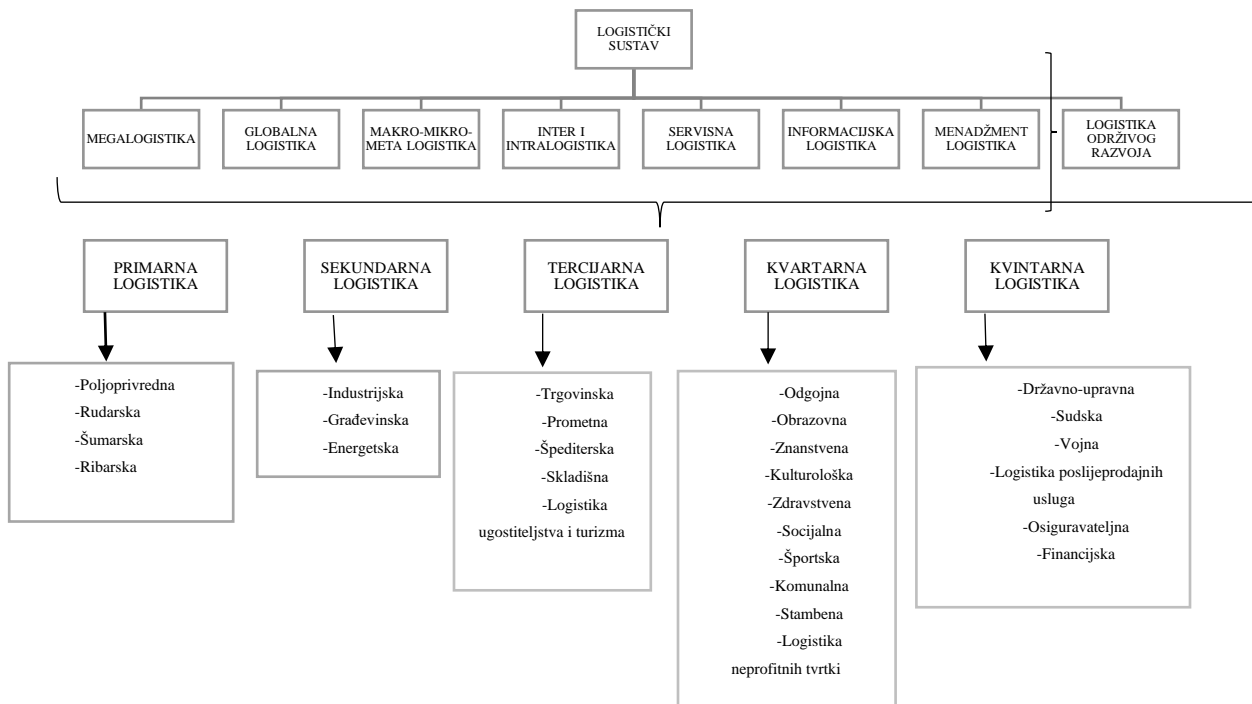 LOGISTIČKI
SUSTAV
MEGALOGISTIKA
GLOBALNA
LOGISTIKA
MAKRO-MIKRO-
META LOGISTIKA
INTER I
INTRALOGISTIKA
SERVISNA
LOGISTIKA
INFORMACIJSKA
LOGISTIKA
MENADŽMENT
LOGISTIKA
LOGISTIKA
ODRŽIVOG
RAZVOJA
PRIMARNA
LOGISTIKA
SEKUNDARNA
LOGISTIKA
TERCIJARNA
LOGISTIKA
KVARTARNA
LOGISTIKA
KVINTARNA
LOGISTIKA
-Poljoprivredna
-Rudarska
-Šumarska
-Ribarska
-Industrijska
-Građevinska
-Energetska
-Trgovinska
-Prometna
-Špediterska
-Skladišna
-Logistika
ugostiteljstva i turizma
-Odgojna
-Obrazovna
-Znanstvena
-Kulturološka
-Zdravstvena
-Socijalna
-Športska
-Komunalna
-Stambena
-Logistika
neprofitnih tvrtki
-Državno-upravna
-Sudska
-Vojna
-Logistika poslijeprodajnih
usluga
-Osiguravateljna
-Financijska